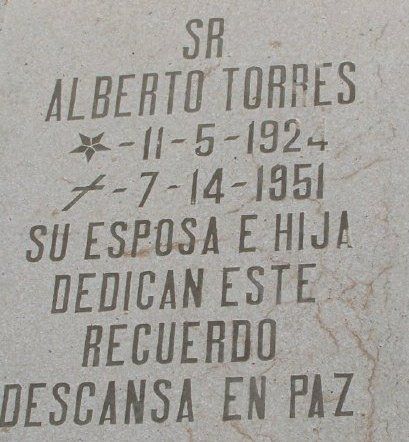 SR
ALBERTO TORRES
-11-5-1924
-7-14-1951
SU ESPOSA E HIJA
DEDICAN ESTE
RECUERDO
DESCANSA EN PAZ